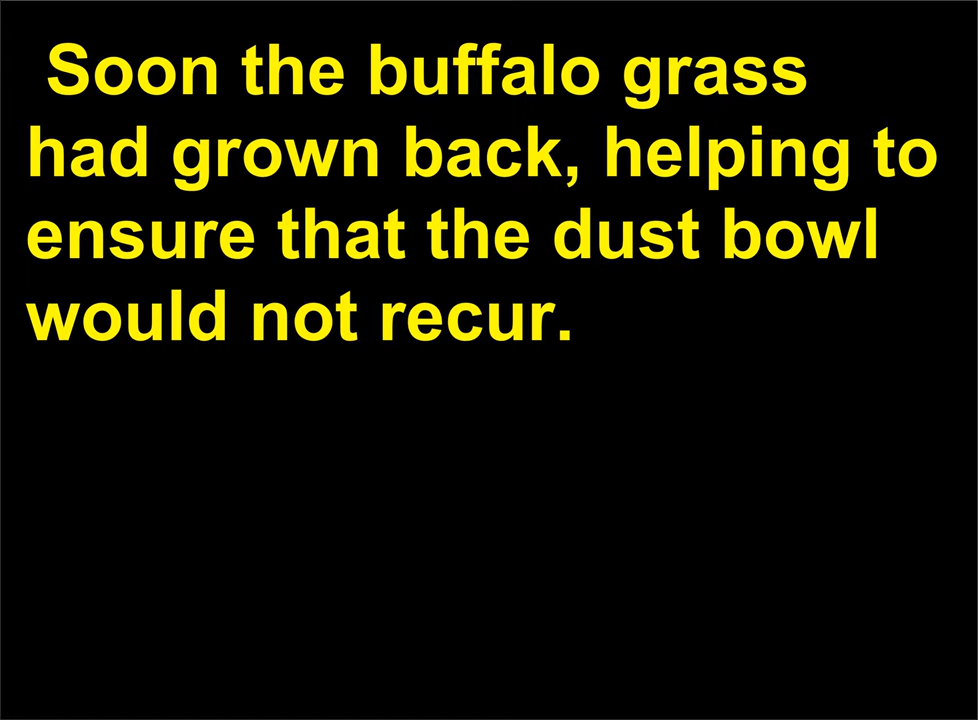 Soon the buffalo grass
had grown back, helping to
ensure that the dust bowl
would not recur.